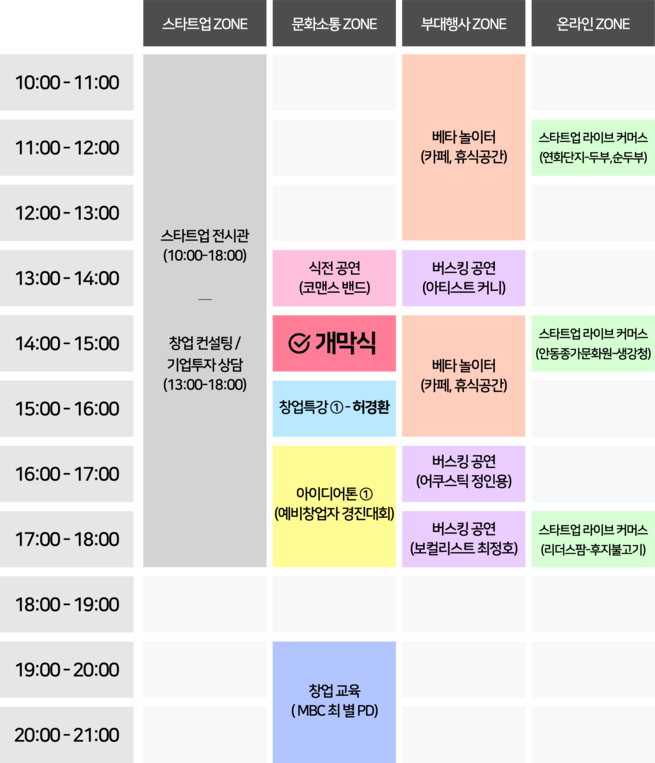 스타트업 ZONE 문화소통 ZONE 부대행사 ZONE 온라인 ZONE
10:00 - 11:00
11:00 - 12:00
12:00 - 13:00
13:00 - 14:00
14:00 - 15:00
15:00 - 16:00
16:00 - 17:00
17:00 - 18:00
18:00 - 19:00
19:00 - 20:00
20:00 - 21:00
스타트업 전시관
(10:00-18:00)
—
창업 컨설팅 /
기업투자 상담
(13:00-18:00)
식전 공연
(코맨스 밴드)
개막식
창업특강 ① - 허경환
아이디어톤 ①
(예비창업자 경진대회)
창업 교육
( MBC 최 별 PD)
베타 놀이터
(카페, 휴식공간)
버스킹 공연
(아티스트 커니)
베타 놀이터
(카페, 휴식공간)
버스킹 공연
(어쿠스틱 정인용)
버스킹 공연
(보컬리스트 최정호)
스타트업 라이브 커머스
(연화단지-두부,순두부)
스타트업 라이브 커머스
(안동종가문화원-생강청)
스타트업 라이브 커머스
(리더스팜-후지불고기)